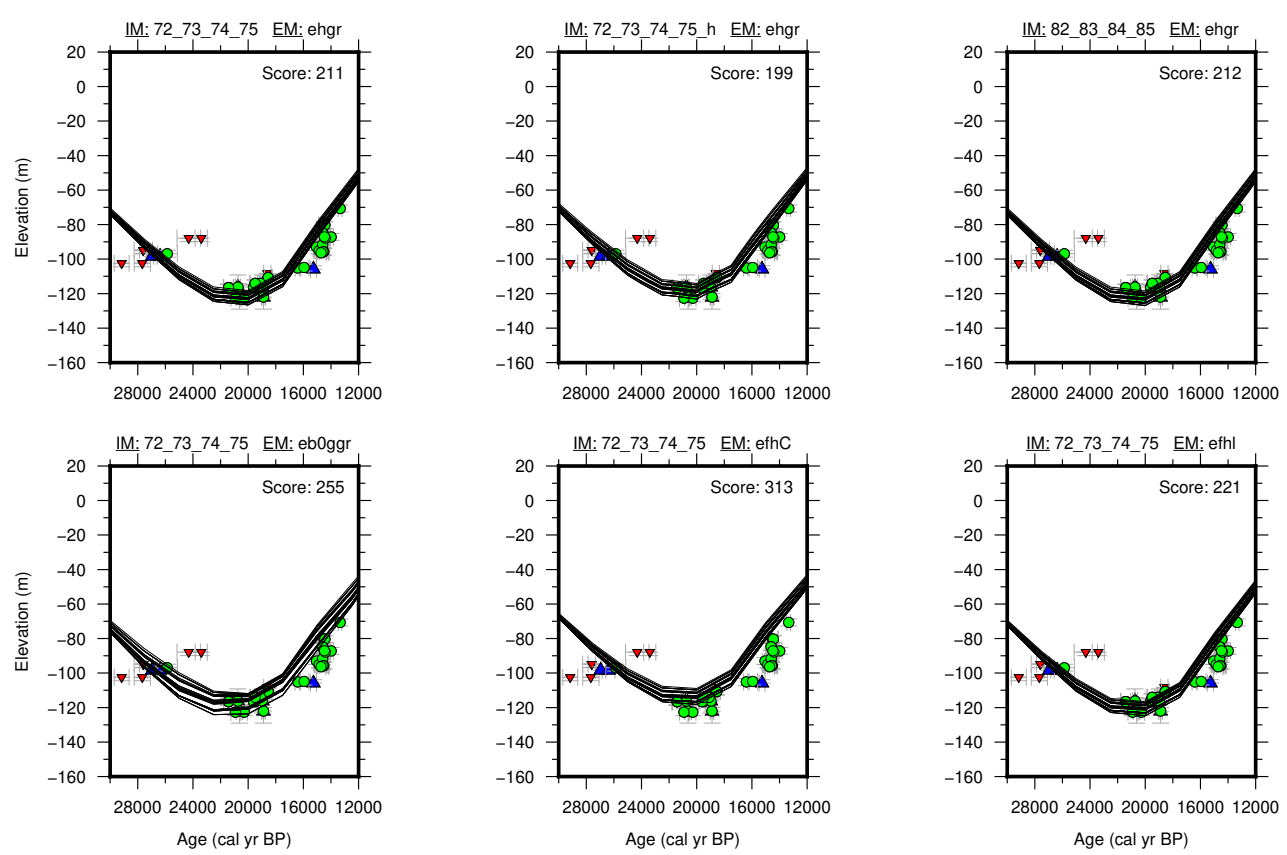 IM: 72_73_74_75 EM: ehgr
IM: 72_73_74_75_h EM: ehgr
IM: 82_83_84_85 EM: ehgr
Score: 211
Score: 199
Score: 212
Elevation (m)
20
0
−20
−40
−60
−80
−100
−120
−140
−160
28000 24000 20000 16000 12000
20
0
−20
−40
−60
−80
−100
−120
−140
−160
28000 24000 20000 16000 12000
20
0
−20
−40
−60
−80
−100
−120
−140
−160
28000 24000 20000 16000 12000
IM: 72_73_74_75 EM: eb0ggr
IM: 72_73_74_75 EM: efhC
IM: 72_73_74_75 EM: efhI
Score: 255
Score: 313
Score: 221
Elevation (m)
20
0
−20
−40
−60
−80
−100
−120
−140
−160
28000 24000 20000 16000 12000
Age (cal yr BP)
20
0
−20
−40
−60
−80
−100
−120
−140
−160
28000 24000 20000 16000 12000
Age (cal yr BP)
20
0
−20
−40
−60
−80
−100
−120
−140
−160
28000 24000 20000 16000 12000
Age (cal yr BP)